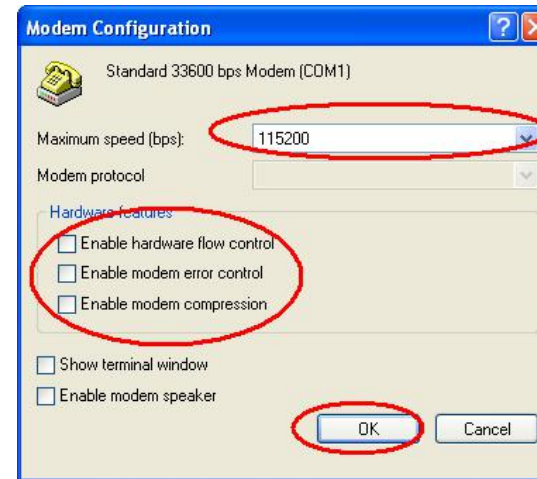 Modem Configuration
Standard 33600 bps Modem (COM1)
Maximum speed (bps): 115200
Modem protocol
Hardware features
Enable hardware flow control
Enable modem error control
Enable modem compression
Show terminal window
Enable modem speaker
OK Cancel